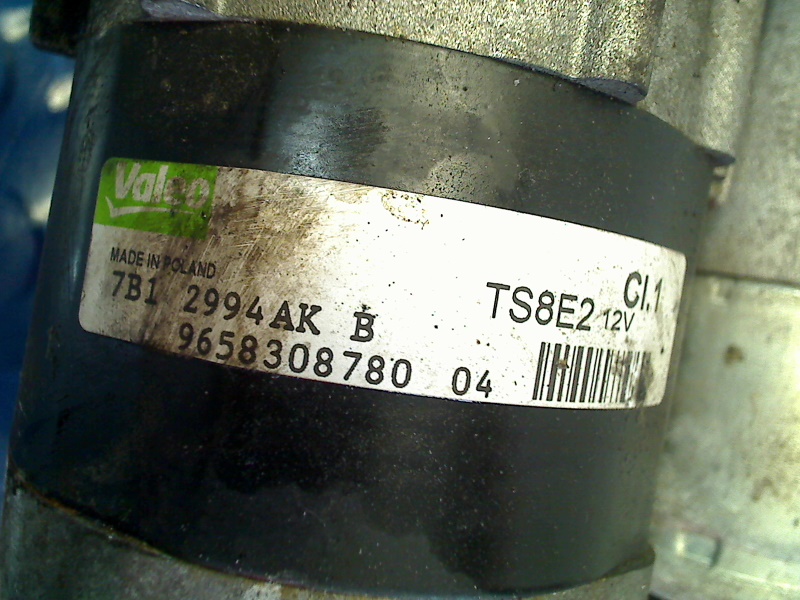 Valeo
MADE IN POLAND
7B1 2994AK B
9658308780 04
TS8E2 12V
Cl.1